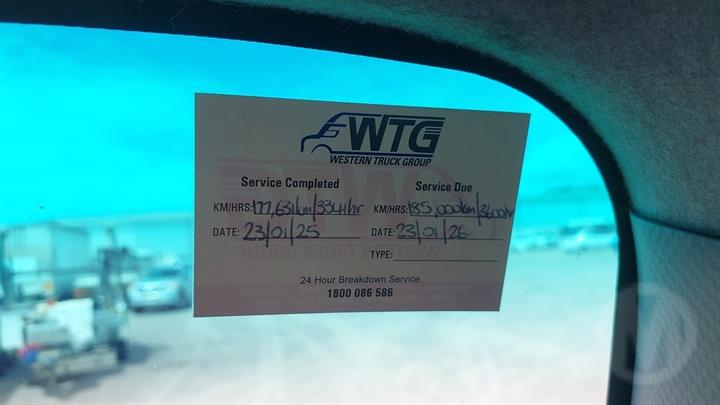 WTG
WESTERN TRUCK GROUP
Service Completed Service Due
KM/HRS: 177,631km/3341hr KM/HRS: 185,000km/3600hr
DATE: 23/01/25 DATE: 23/01/26
TYPE:
24 Hour Breakdown Service
1800 086 586